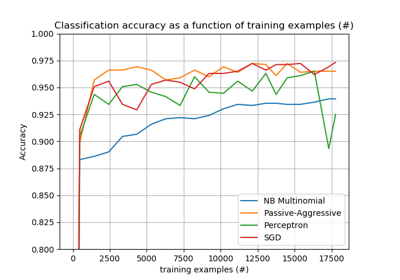 Classification accuracy as a function of training examples (#)
1.000
0.975
0.950
0.925
0.900
0.875
0.850
0.825
0.800
Accuracy
NB Multinomial
Passive-Aggressive
Perceptron
SGD
0 2500 5000 7500 10000 12500 15000 17500
training examples (#)